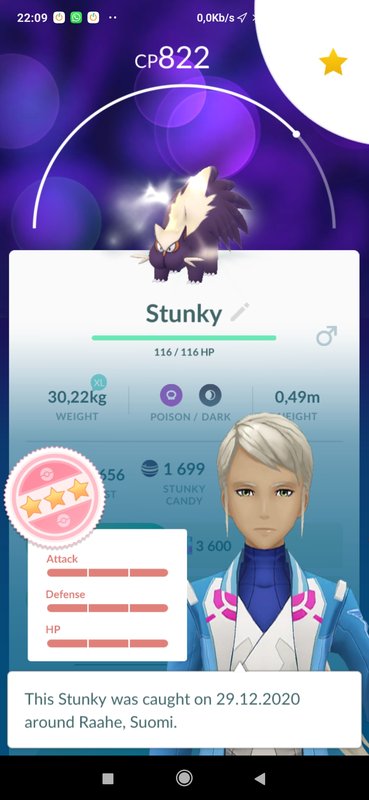 22:09
0,0Kb/s
CP822
Stunky
116 / 116 HP
XL
30,22kg
WEIGHT
POISON / DARK
0,49m
656
1 699
STUNKY
CANDY
3 600
Attack
Defense
HP
This Stunky was caught on 29.12.2020
around Raahe, Suomi.